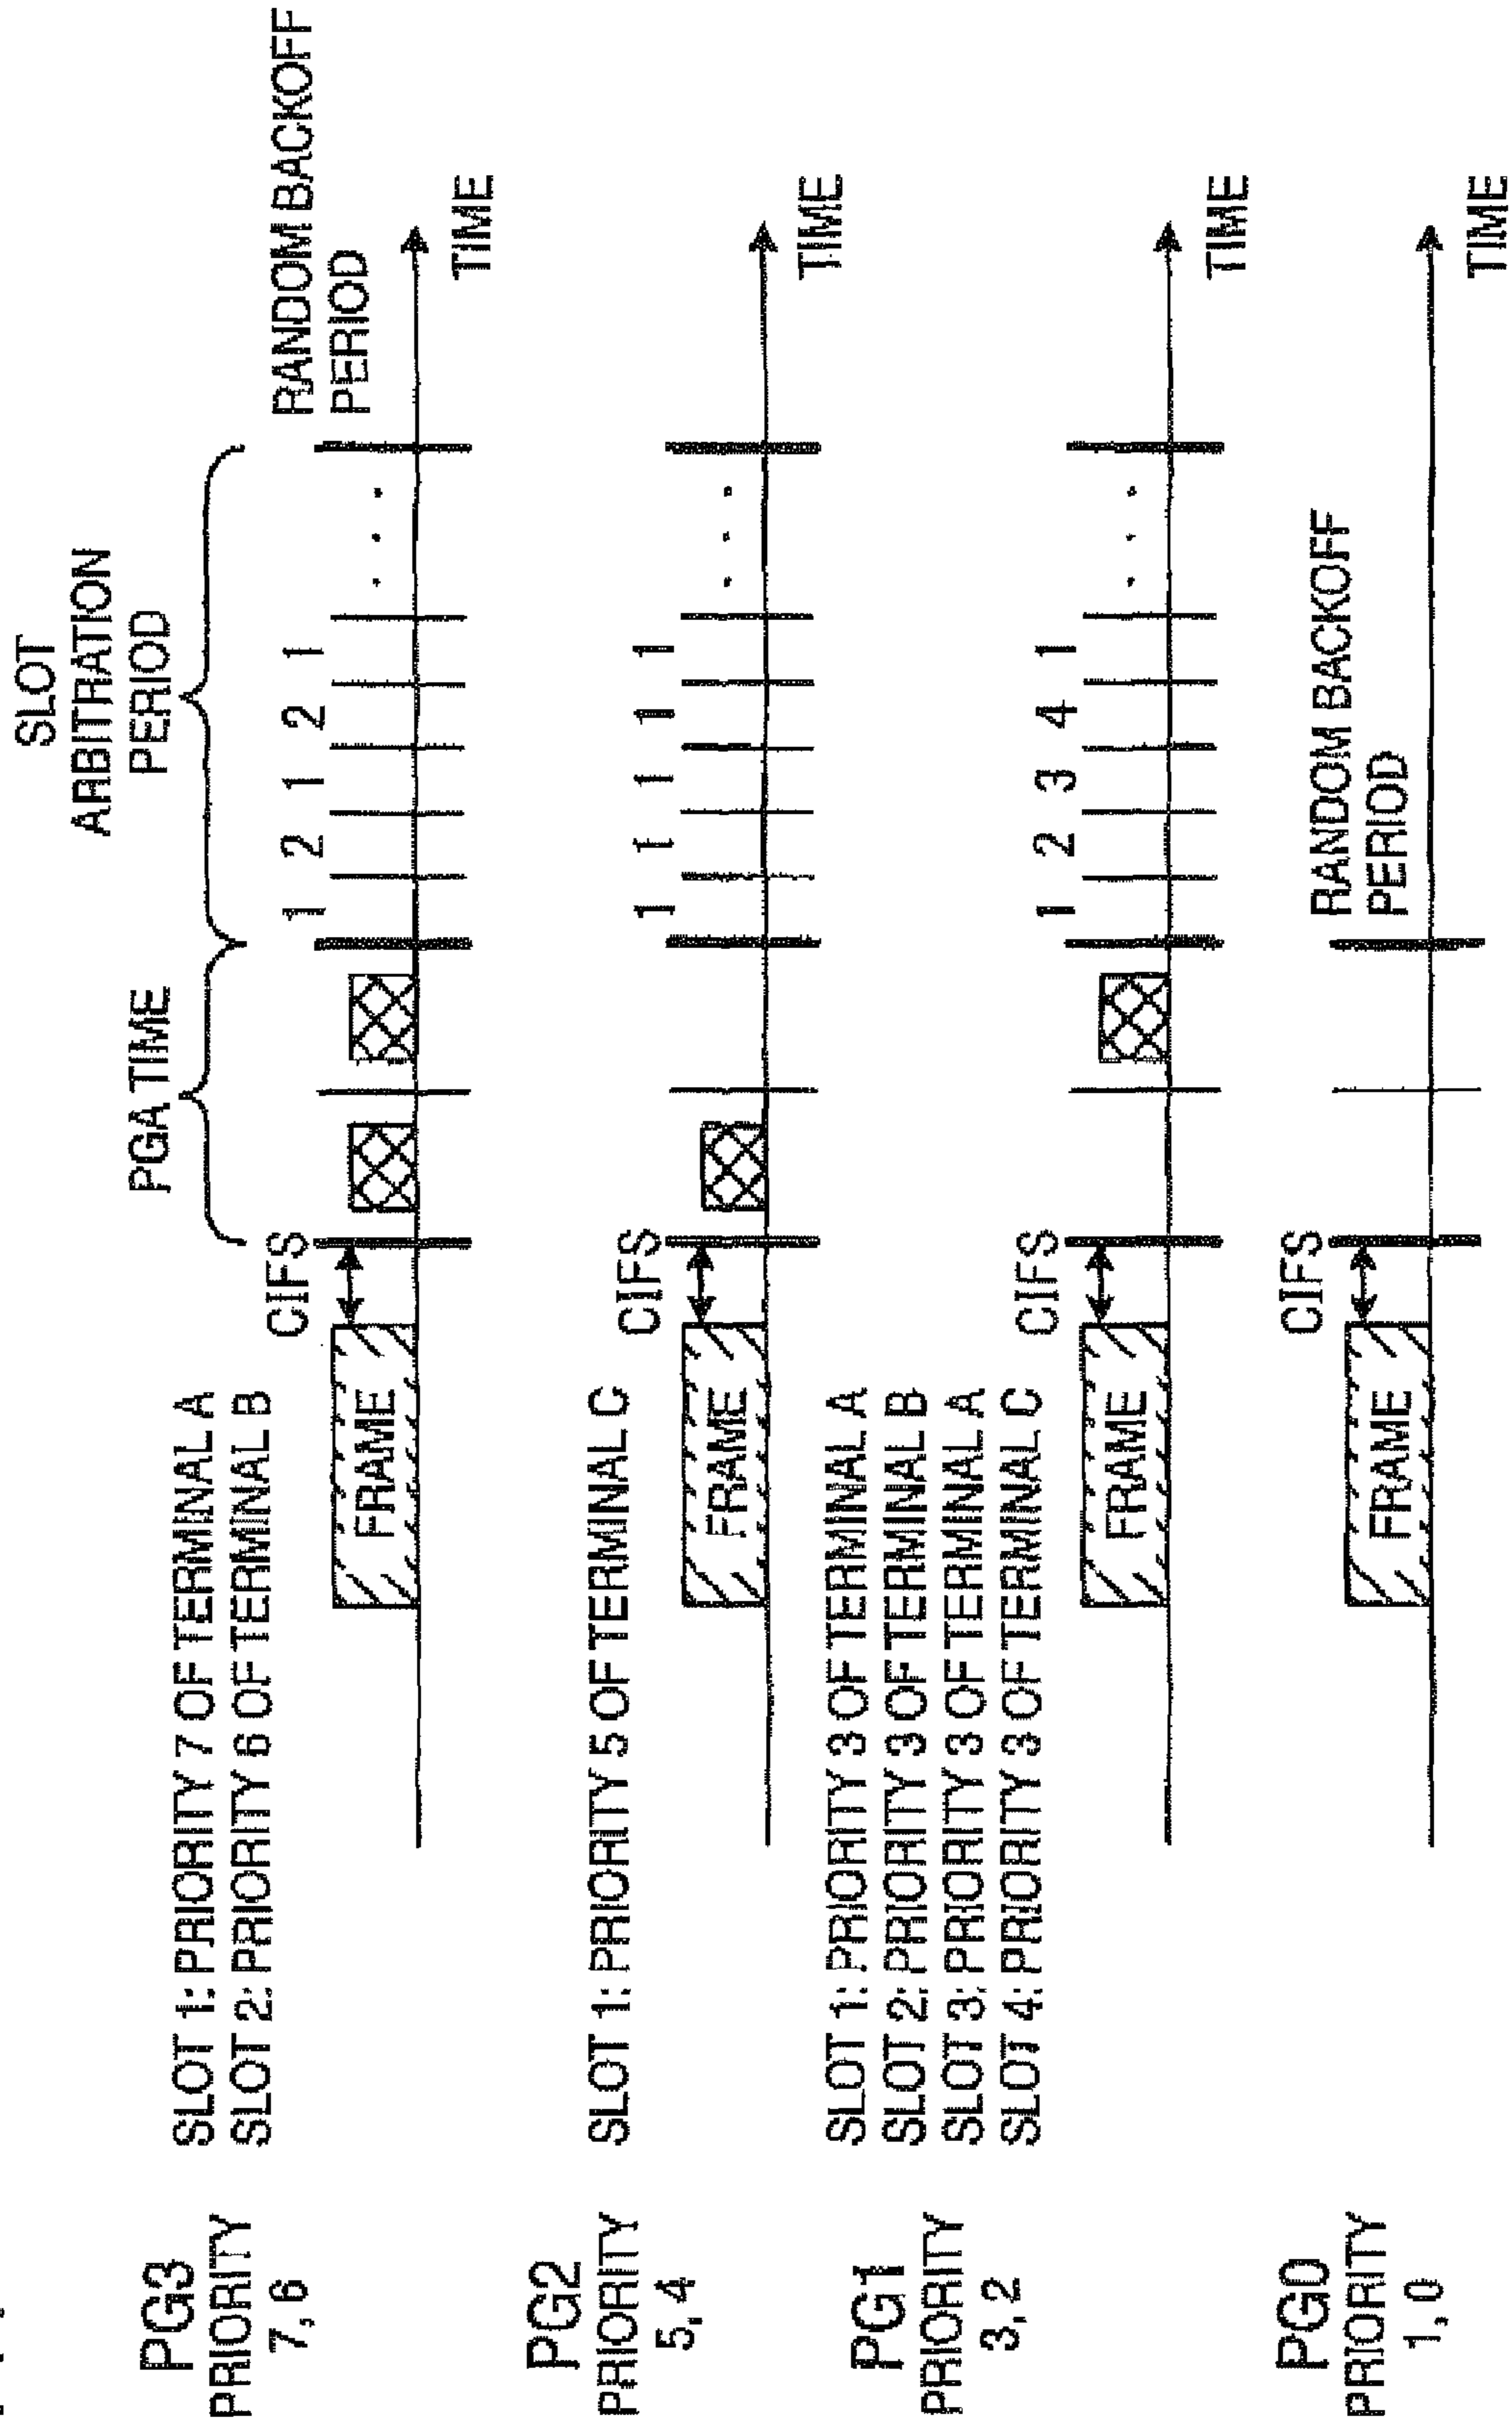 SLOT
ARBITRATION
PERIOD
PGA TIME
RANDOM BACKOFF
PERIOD
PG3
PRIORITY
7, 6
SLOT 1: PRIORITY 7 OF TERMINAL A
SLOT 2: PRIORITY 6 OF TERMINAL B
FRAME
CIFS
1 2 1 2 1 . . .
TIME
PG2
PRIORITY
5, 4
SLOT 1: PRIORITY 5 OF TERMINAL C
FRAME
CIFS
1 1 1 1 1 . . .
TIME
PG1
PRIORITY
3, 2
SLOT 1: PRIORITY 3 OF TERMINAL A
SLOT 2: PRIORITY 3 OF TERMINAL B
SLOT 3: PRIORITY 3 OF TERMINAL A
SLOT 4: PRIORITY 3 OF TERMINAL C
FRAME
CIFS
1 2 3 4 1 . . .
TIME
PG0
PRIORITY
1, 0
FRAME
CIFS
RANDOM BACKOFF
PERIOD
TIME